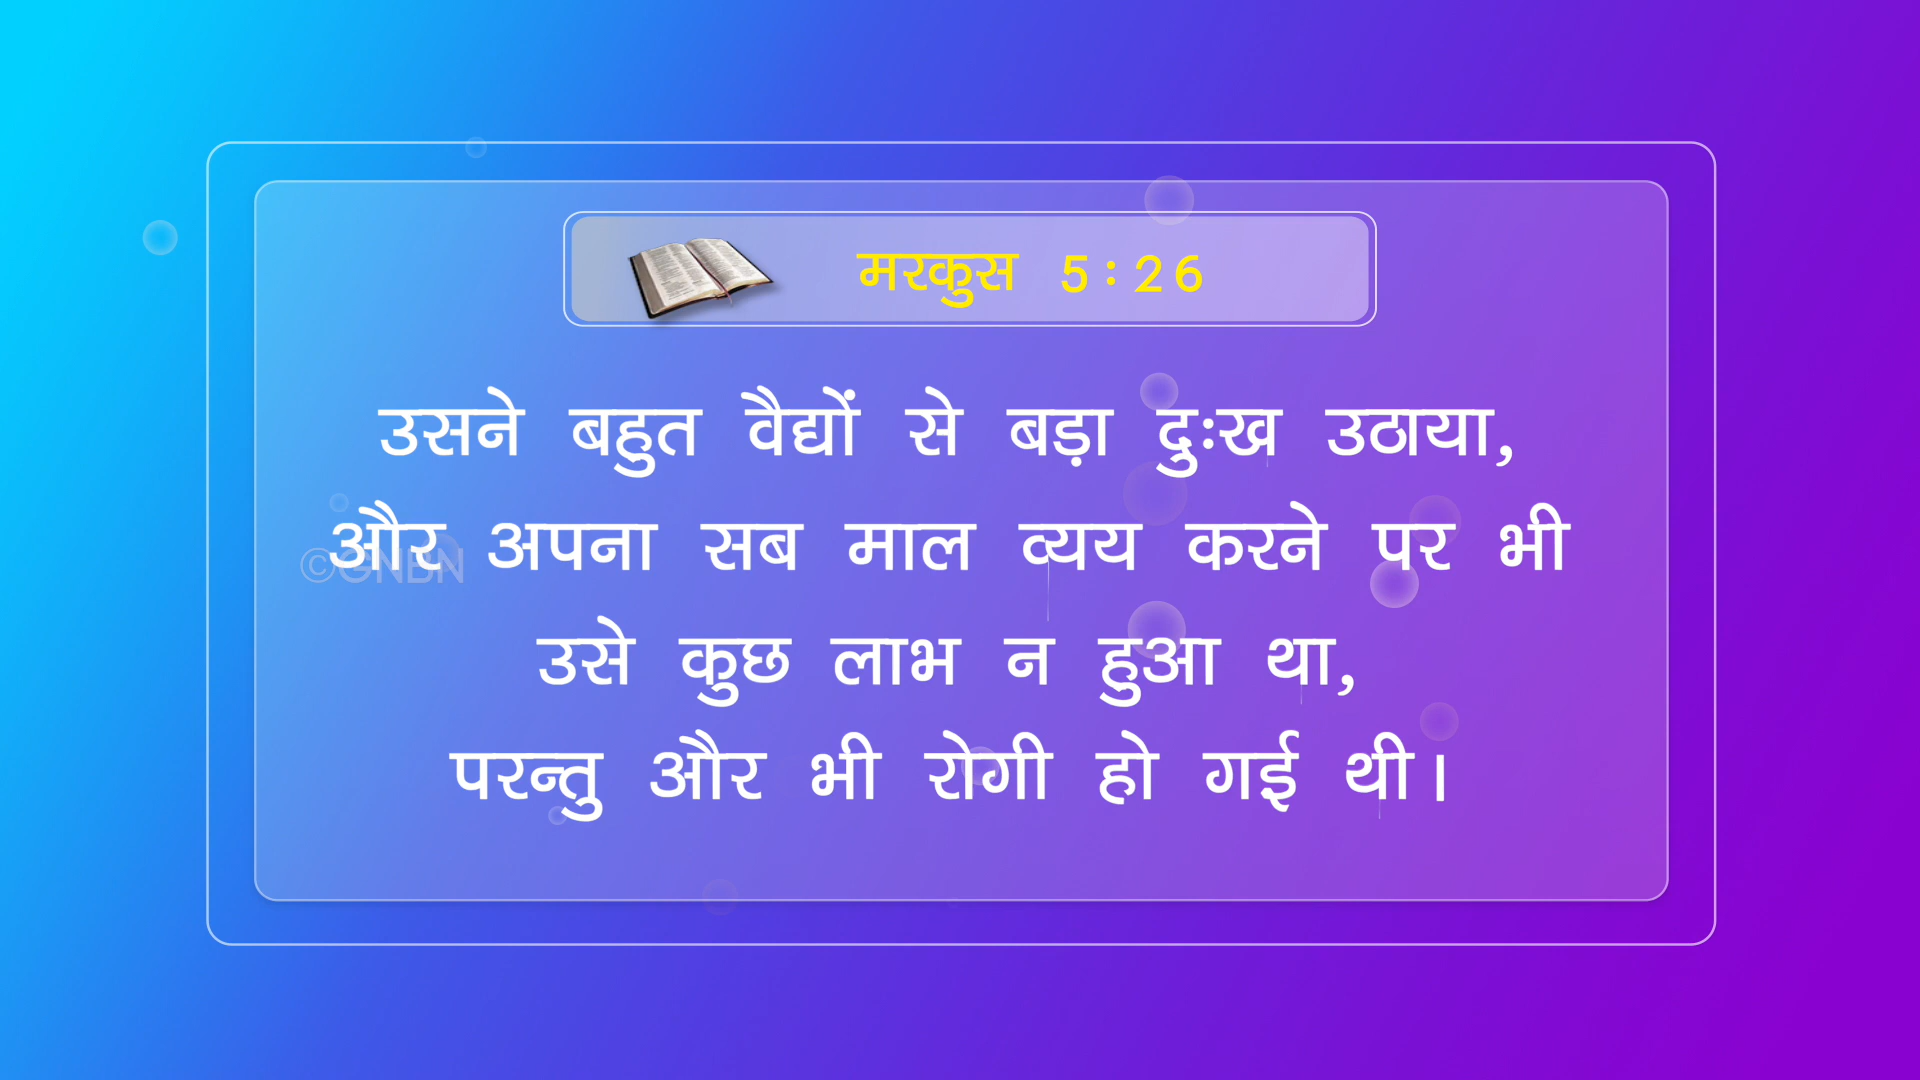 मरकुस 5:26
उसने बहुत वैद्यों से बड़ा दुःख उठाया,
और अपना सब माल व्यय करने पर भी
©GNBN
उसे कुछ लाभ न हुआ था,
परन्तु और भी रोगी हो गई थी।